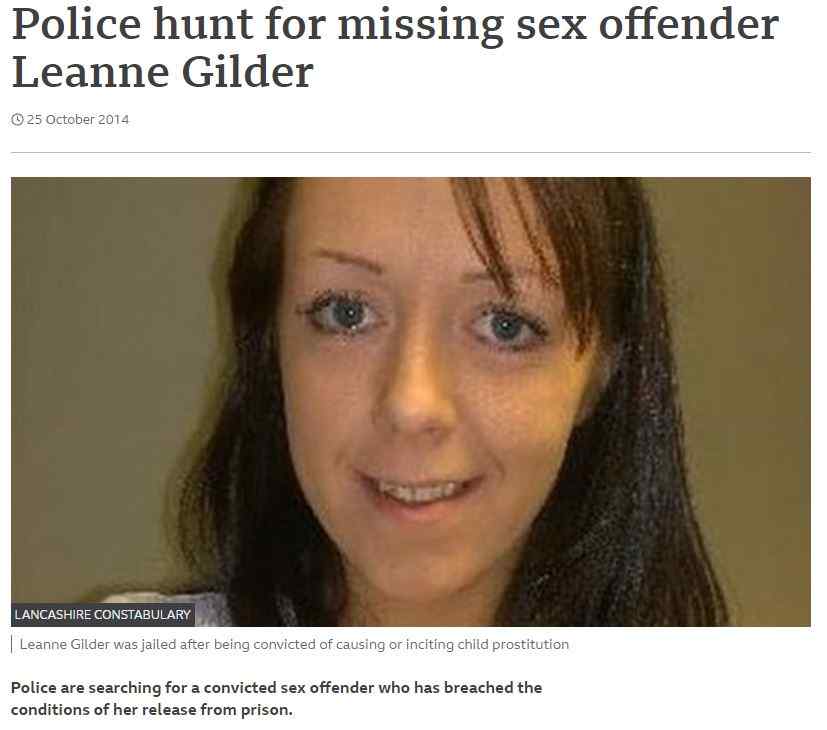 Police hunt for missing sex offender
Leanne Gilder
25 October 2014
LANCASHIRE CONSTABULARY
Leanne Gilder was jailed after being convicted of causing or inciting child prostitution
Police are searching for a convicted sex offender who has breached the
conditions of her release from prison.